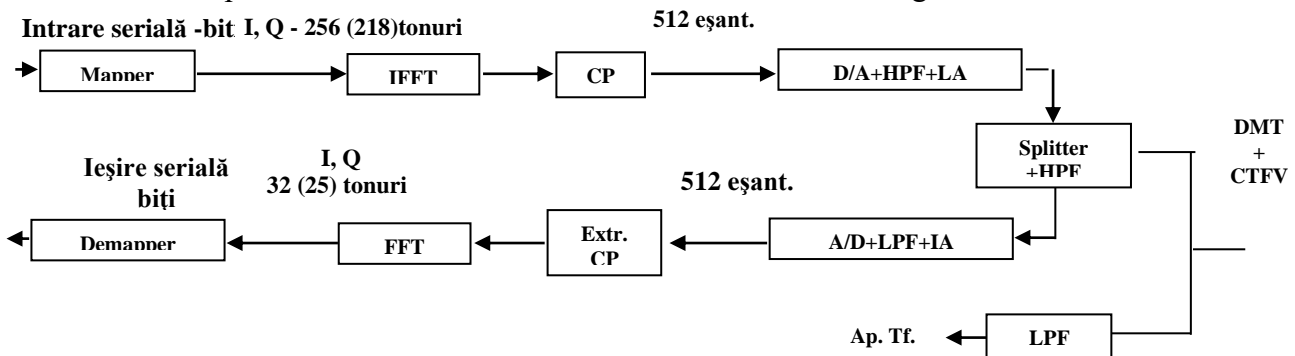 Intrare serială -bit I, Q - 256 (218)tonuri
512 eşant.
Mapper
IFFT
CP
D/A+HPF+LA
Splitter
+HPF
DMT
+
CTFV
Ieşire serială
biţi
I, Q
32 (25) tonuri
512 eşant.
Demapper
FFT
Extr.
CP
A/D+LPF+IA
Ap. Tf.
LPF